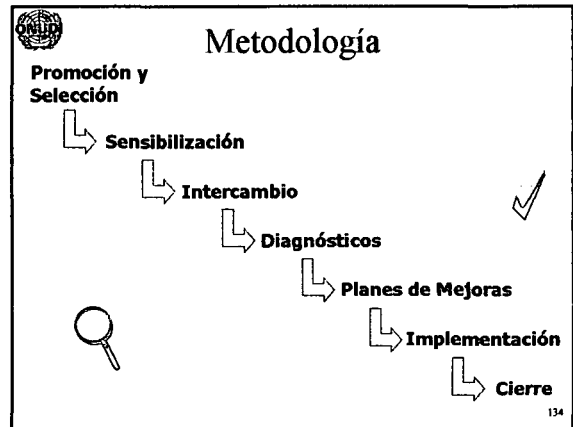 ONUDI
Metodología
Promoción y
Selección
Sensibilización
Intercambio
Diagnósticos
Planes de Mejoras
Implementación
Cierre
134